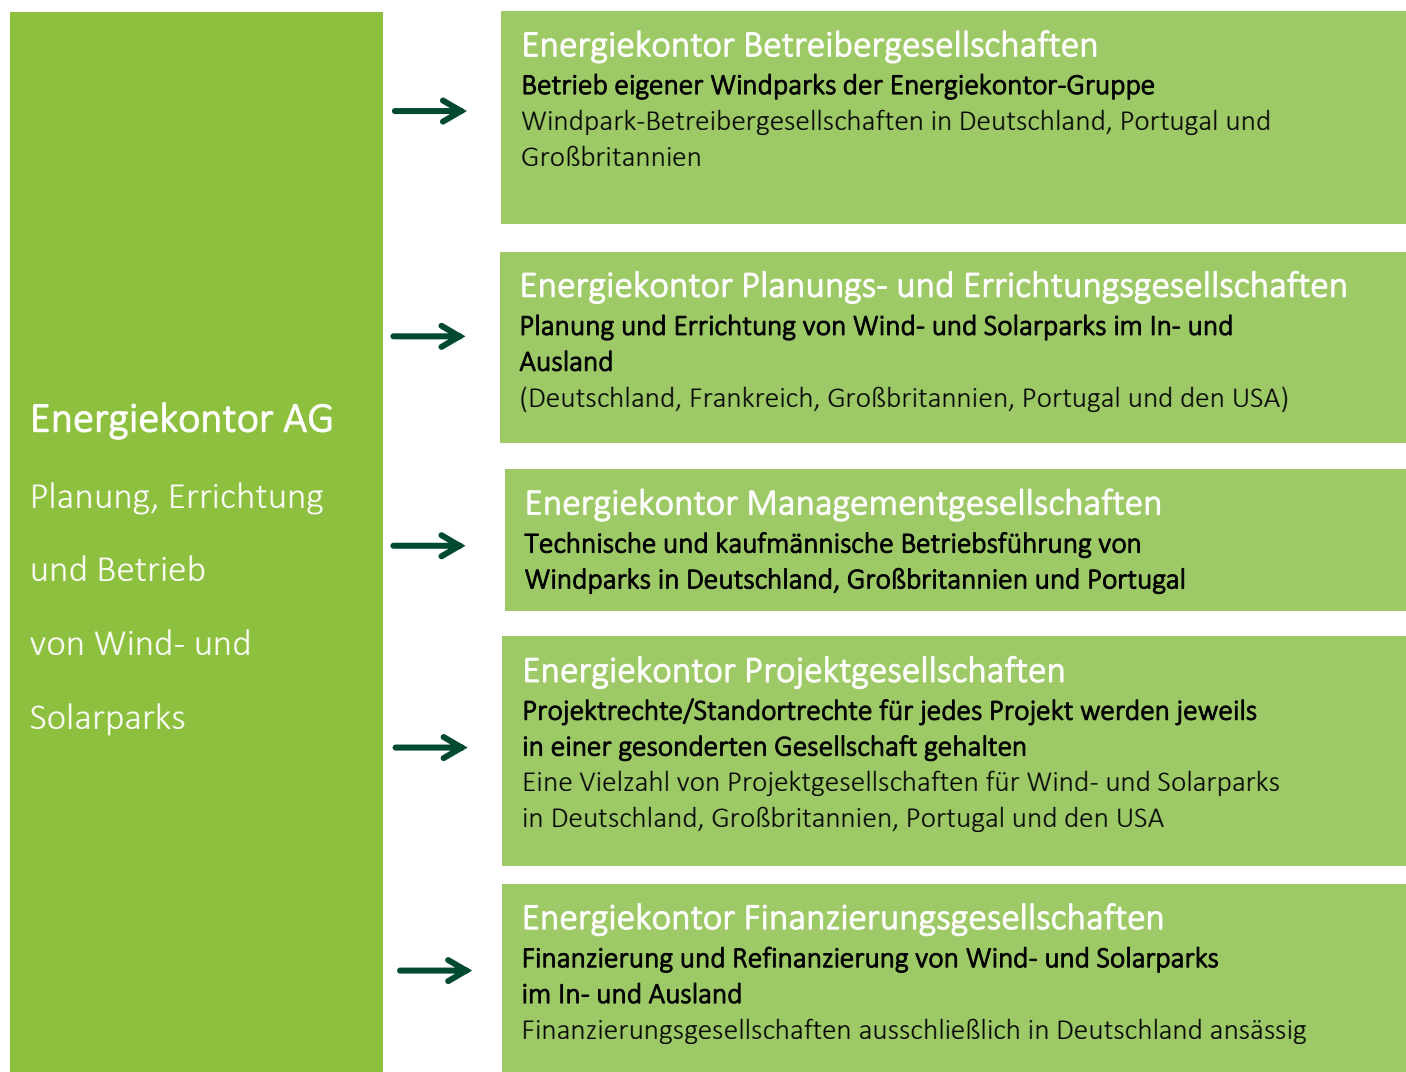 Energiekontor AG
Planung, Errichtung
und Betrieb
von Wind- und
Solarparks
Energiekontor Betreibergesellschaften
Betrieb eigener Windparks der Energiekontor-Gruppe
Windpark-Betreibergesellschaften in Deutschland, Portugal und
Großbritannien
Energiekontor Planungs- und Errichtungsgesellschaften
Planung und Errichtung von Wind- und Solarparks im In- und
Ausland
(Deutschland, Frankreich, Großbritannien, Portugal und den USA)
Energiekontor Managementgesellschaften
Technische und kaufmännische Betriebsführung von
Windparks in Deutschland, Großbritannien und Portugal
Energiekontor Projektgesellschaften
Projektrechte/Standortrechte für jedes Projekt werden jeweils
in einer gesonderten Gesellschaft gehalten
Eine Vielzahl von Projektgesellschaften für Wind- und Solarparks
in Deutschland, Großbritannien, Portugal und den USA
Energiekontor Finanzierungsgesellschaften
Finanzierung und Refinanzierung von Wind- und Solarparks
im In- und Ausland
Finanzierungsgesellschaften ausschließlich in Deutschland ansässig